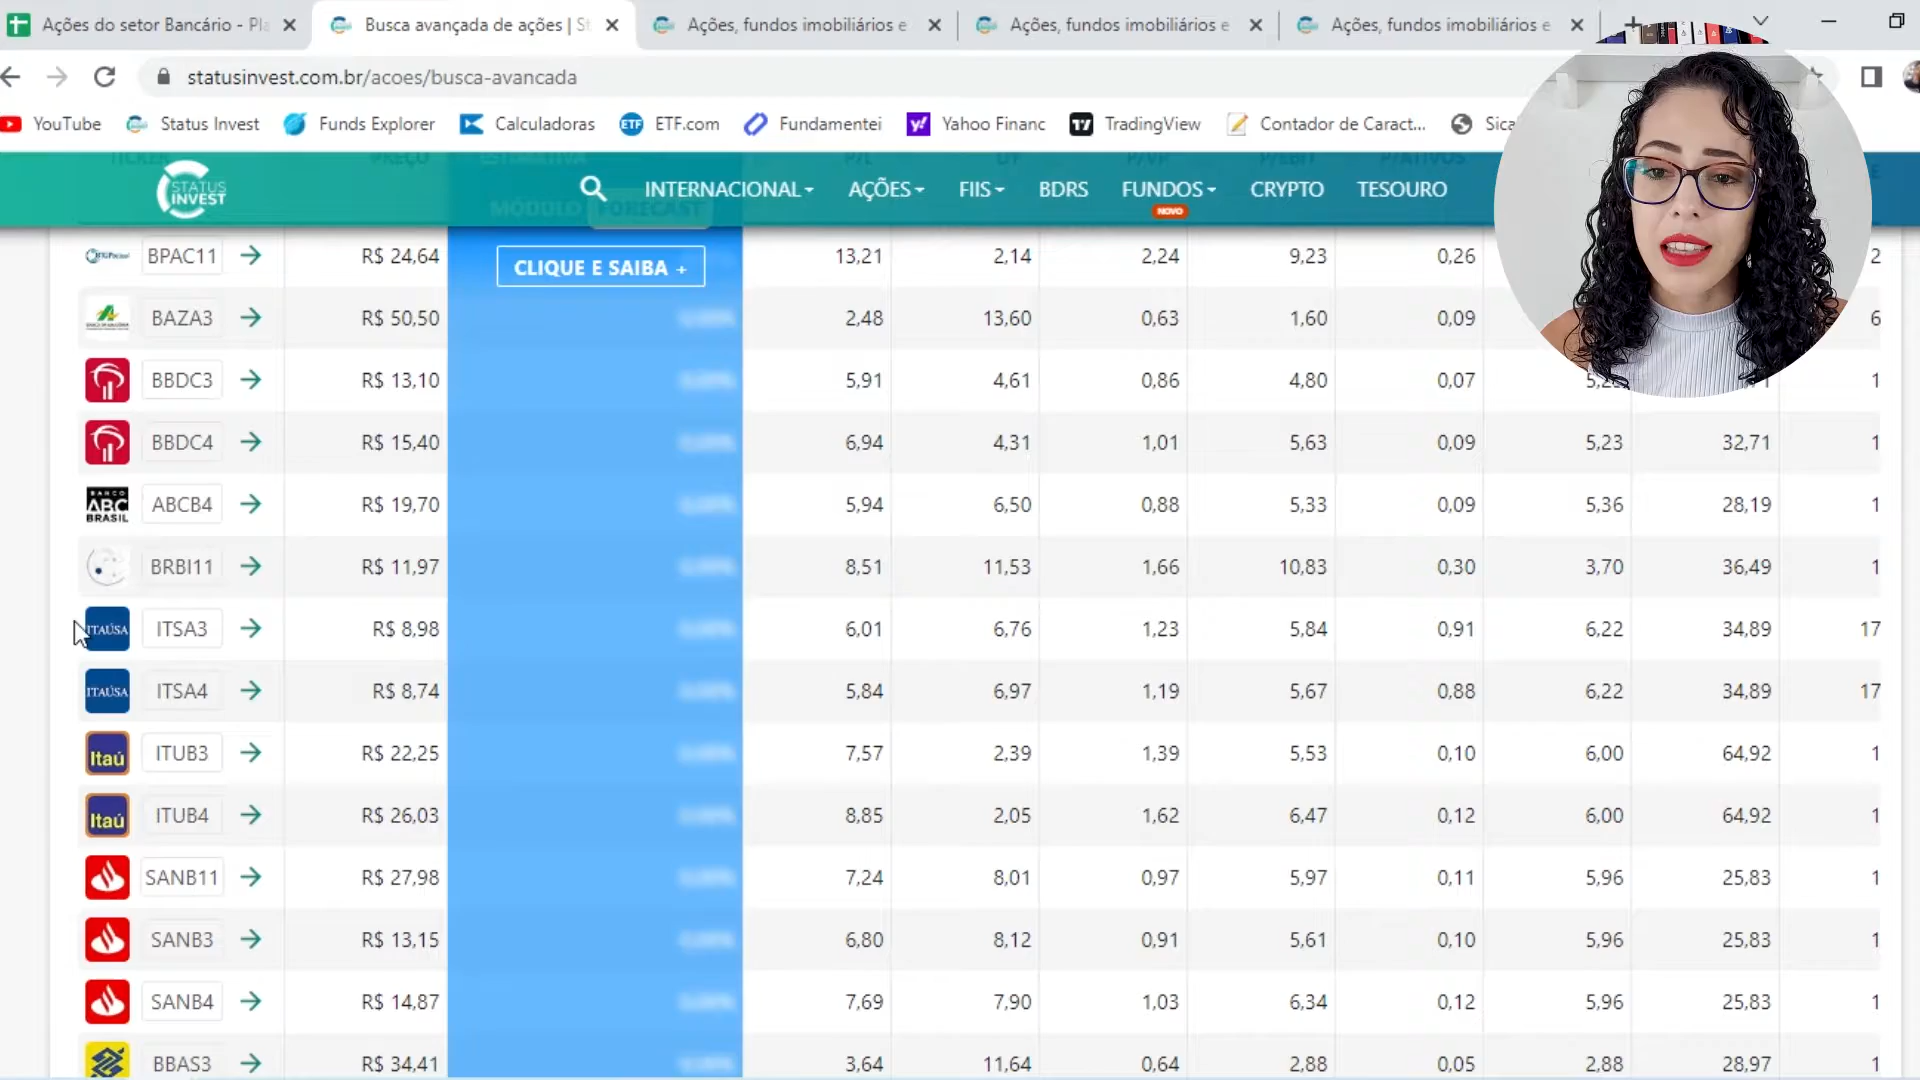 Ações do setor Bancário - Pla
Busca avançada de ações | St
Ações, fundos imobiliários e
Ações, fundos imobiliários e
Ações, fundos imobiliários e
statusinvest.com.br/acoes/busca-avancada
YouTube
Status Invest
Funds Explorer
Calculadoras
ETF ETF.com
Fundamentei
Yahoo Financ
TradingView
Contador de Caract...
Sica
TICKER PREÇO ESTIMATIVA P/L DY P/VP P/EBIT P/ATIVOS
STATUS INVEST
INTERNACIONAL AÇÕES FIIS BDRS FUNDOS CRYPTO TESOURO
NOVO
MÓDULO FORECAST
CLIQUE E SAIBA +
BPAC11 R$ 24,64 13,21 2,14 2,24 9,23 0,26 2
BAZA3 R$ 50,50 2,48 13,60 0,63 1,60 0,09 6
BBDC3 R$ 13,10 5,91 4,61 0,86 4,80 0,07 1
BBDC4 R$ 15,40 6,94 4,31 1,01 5,63 0,09 5,23 32,71 1
BANCO ABC BRASIL ABCB4 R$ 19,70 5,94 6,50 0,88 5,33 0,09 5,36 28,19 1
BRBI11 R$ 11,97 8,51 11,53 1,66 10,83 0,30 3,70 36,49 1
ITAÚSA ITSA3 R$ 8,98 6,01 6,76 1,23 5,84 0,91 6,22 34,89 17
ITAÚSA ITSA4 R$ 8,74 5,84 6,97 1,19 5,67 0,88 6,22 34,89 17
Itaú ITUB3 R$ 22,25 7,57 2,39 1,39 5,53 0,10 6,00 64,92 1
Itaú ITUB4 R$ 26,03 8,85 2,05 1,62 6,47 0,12 6,00 64,92 1
SANB11 R$ 27,98 7,24 8,01 0,97 5,97 0,11 5,96 25,83 1
SANB3 R$ 13,15 6,80 8,12 0,91 5,61 0,10 5,96 25,83 1
SANB4 R$ 14,87 7,69 7,90 1,03 6,34 0,12 5,96 25,83 1
BBAS3 R$ 34,41 3,64 11,64 0,64 2,88 0,05 2,88 28,97 1